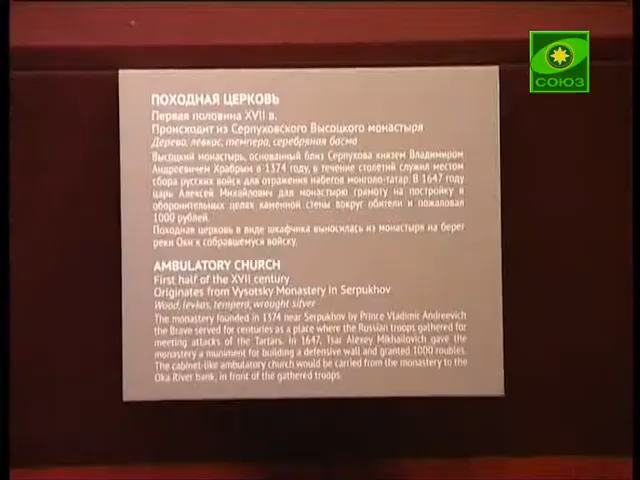 СОЮЗ
ПОХОДНАЯ ЦЕРКОВЬ
Первая половина XVII в.
Происходит из Серпуховского Высоцкого монастыря
Дерево, левкас, темпера, серебряная басма
Высоцкий монастырь, основанный близ Серпухова князем Владимиром
Андреевичем Храбрым в 1374 году, в течение столетий служил местом
сбора русских войск для отражения набегов монголо-татар. В 1647 году
царь Алексей Михайлович дал монастырю грамоту на постройку в
оборонительных целях каменной стены вокруг обители и пожаловал
1000 рублей.
Походная церковь в виде шкафчика выносилась из монастыря на берег
реки Оки к собравшемуся войску.
AMBULATORY CHURCH
First half of the XVII century
Originates from Vysotsky Monastery in Serpukhov
Wood, levkas, tempera, wrought silver
The monastery founded in 1374 near Serpukhov by Prince Vladimir Andreevich
the Brave served for centuries as a place where the Russian troops gathered for
meeting attacks of the Tartars. In 1647, Tsar Alexey Mikhailovich gave the
monastery a muniment for building a defensive wall and granted 1000 roubles.
The cabinet-like ambulatory church would be carried from the monastery to the
Oka River bank, in front of the gathered troops.